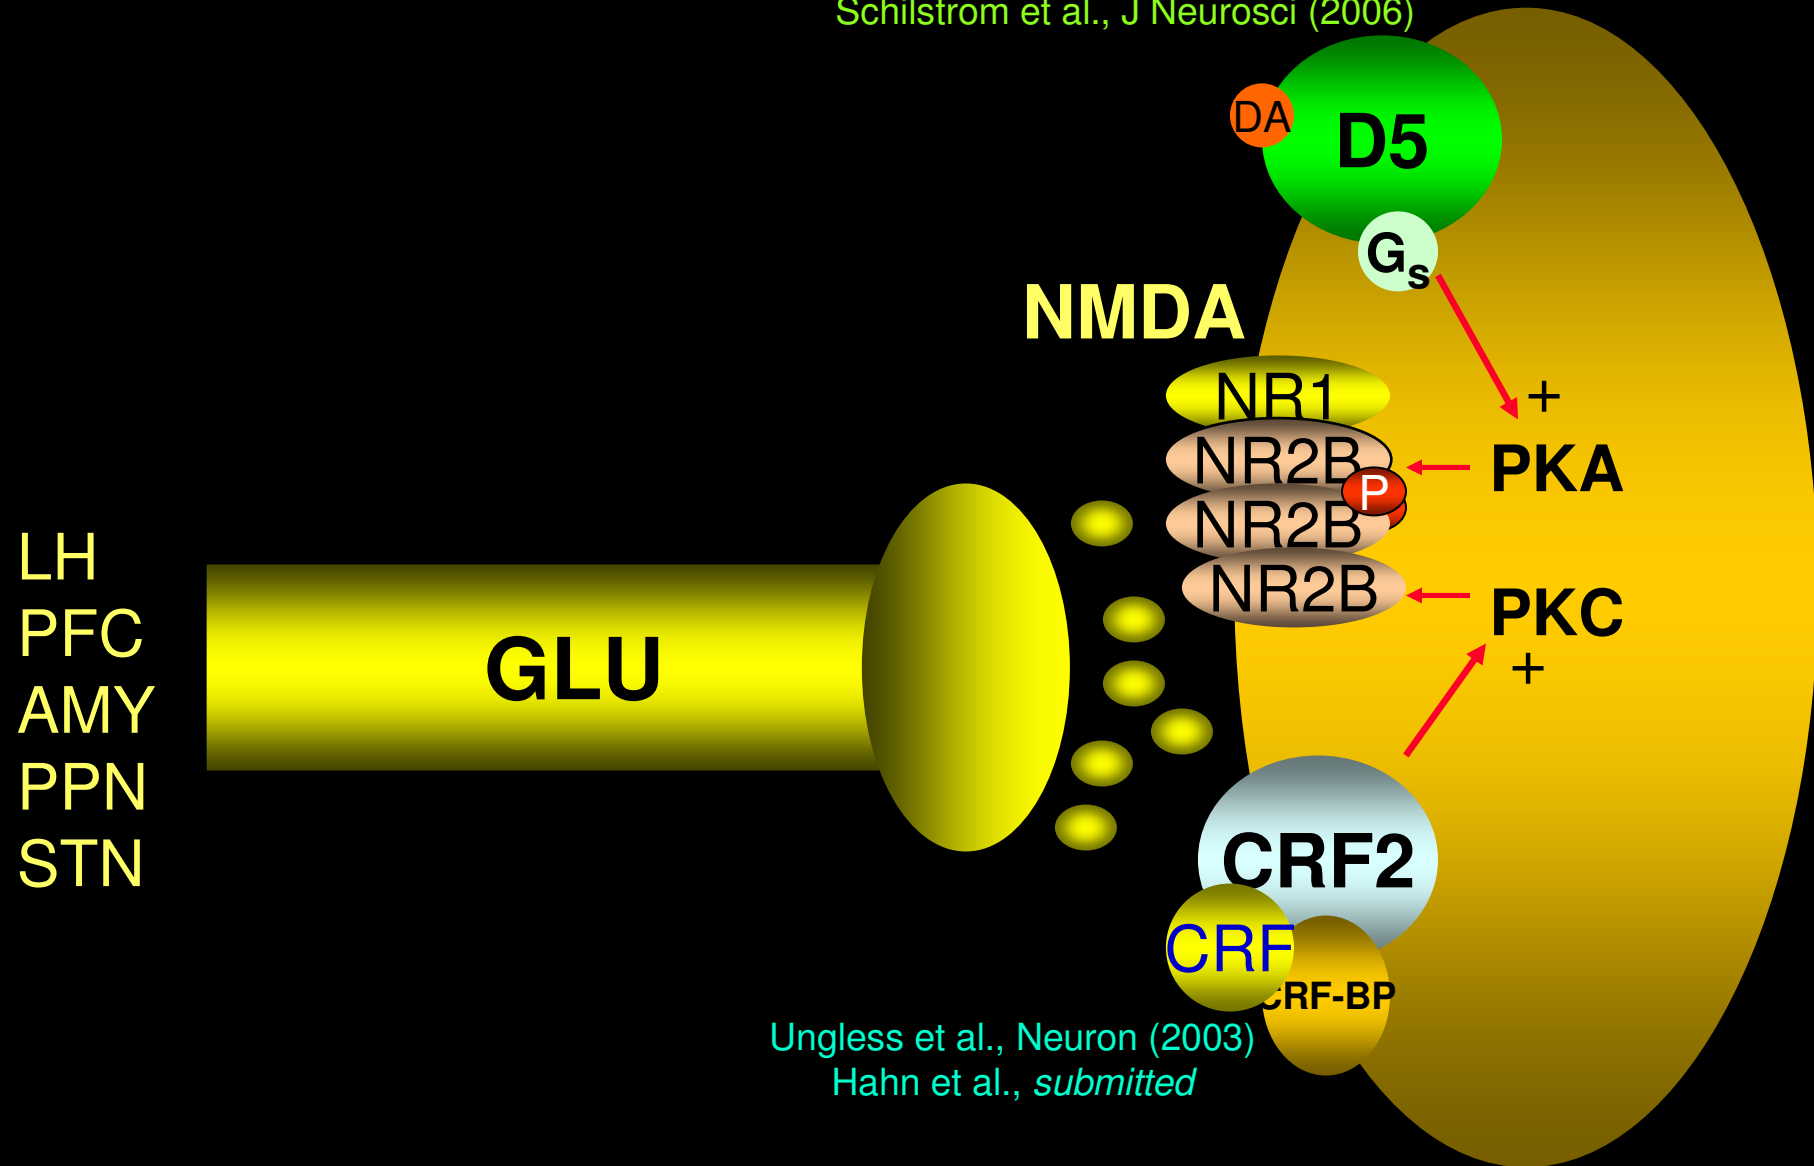 Schilstrom et al., J Neurosci (2006)
DA
D5
Gs
NMDA
NR1
+
NR2B
P
PKA
NR2B
NR2B
PKC
+
LH
PFC
AMY
PPN
STN
GLU
CRF2
CRF
CRF-BP
Ungless et al., Neuron (2003)
Hahn et al., submitted